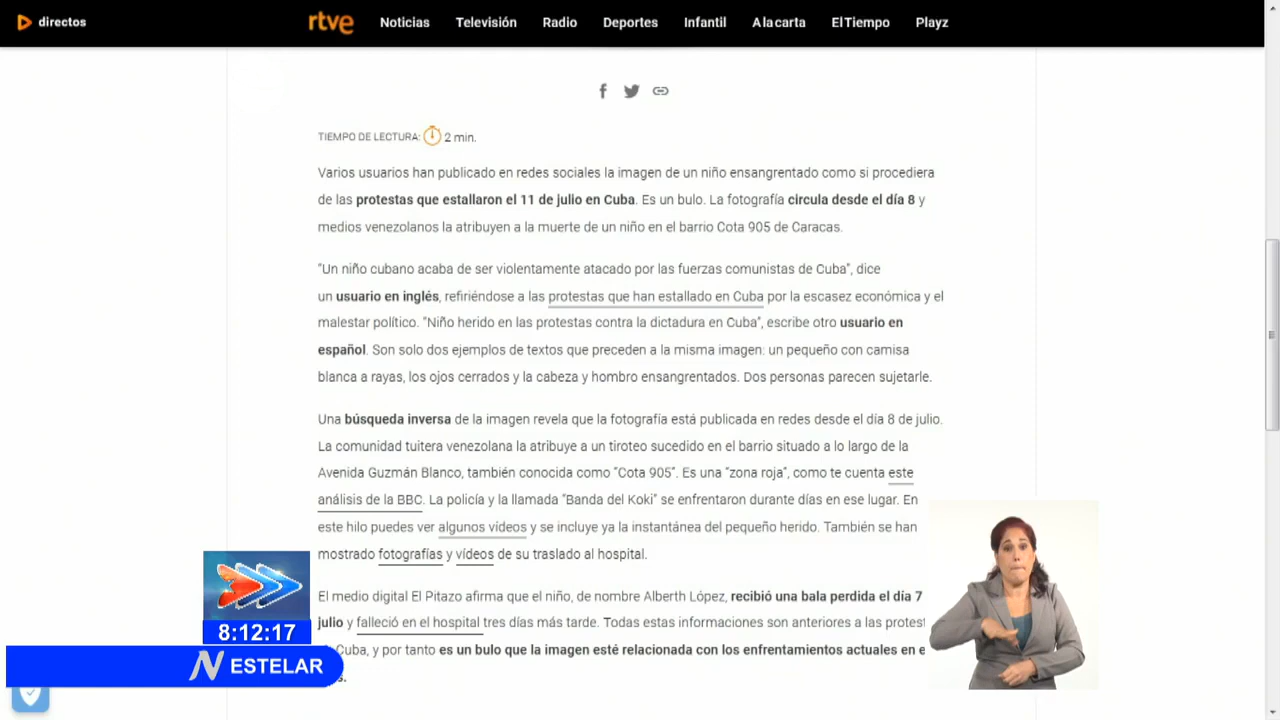 directos
rtve
Noticias Televisión Radio Deportes Infantil A la carta El Tiempo Playz
TIEMPO DE LECTURA: 2 min.
Varios usuarios han publicado en redes sociales la imagen de un niño ensangrentado como si procediera
de las protestas que estallaron el 11 de julio en Cuba. Es un bulo. La fotografía circula desde el día 8 y
medios venezolanos la atribuyen a la muerte de un niño en el barrio Cota 905 de Caracas.
“Un niño cubano acaba de ser violentamente atacado por las fuerzas comunistas de Cuba”, dice
un usuario en inglés, refiriéndose a las protestas que han estallado en Cuba por la escasez económica y el
malestar político. “Niño herido en las protestas contra la dictadura en Cuba”, escribe otro usuario en
español. Son solo dos ejemplos de textos que preceden a la misma imagen: un pequeño con camisa
blanca a rayas, los ojos cerrados y la cabeza y hombro ensangrentados. Dos personas parecen sujetarle.
Una búsqueda inversa de la imagen revela que la fotografía está publicada en redes desde el día 8 de julio.
La comunidad tuitera venezolana la atribuye a un tiroteo sucedido en el barrio situado a lo largo de la
Avenida Guzmán Blanco, también conocida como “Cota 905”. Es una “zona roja”, como te cuenta este
análisis de la BBC. La policía y la llamada “Banda del Koki” se enfrentaron durante días en ese lugar. En
este hilo puedes ver algunos vídeos y se incluye ya la instantánea del pequeño herido. También se han
mostrado fotografías y vídeos de su traslado al hospital.
El medio digital El Pitazo afirma que el niño, de nombre Alberth López, recibió una bala perdida el día 7
julio y falleció en el hospital tres días más tarde. Todas estas informaciones son anteriores a las protest
Cuba, y por tanto es un bulo que la imagen esté relacionada con los enfrentamientos actuales en e
8:12:17
N ESTELAR